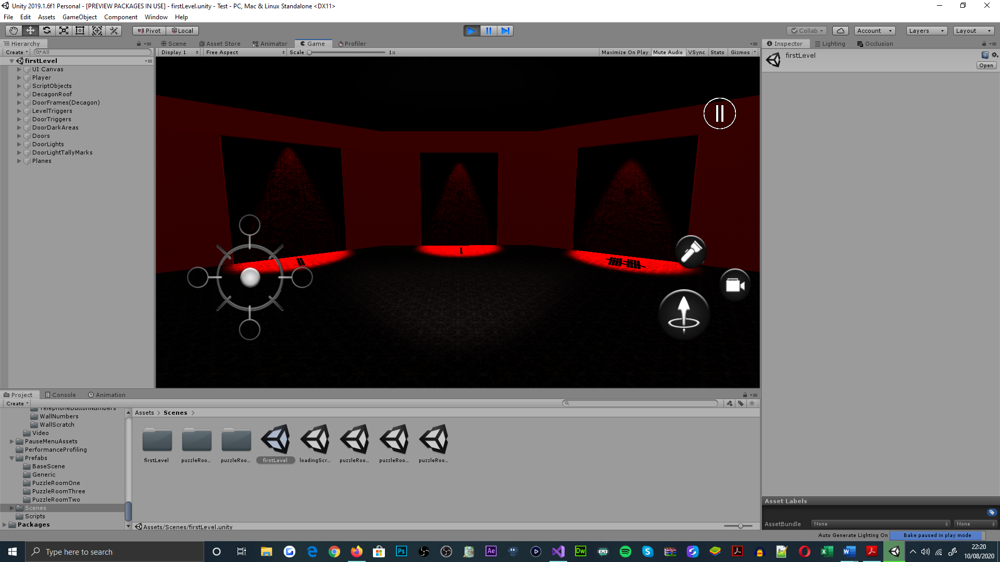 Unity 2019.1.6f1 Personal - [PREVIEW PACKAGES IN USE] - firstLevel.unity - Test - PC, Mac & Linux Standalone <DX11>
File Edit Assets GameObject Component Window Help
Pivot Local Collab Account Layers Layout
Hierarchy Scene Asset Store Animator Game Profiler Inspector Lighting Occlusion
Create All Display 1 Free Aspect Scale 1x Maximize On Play Mute Audio VSync Stats Gizmos firstLevel
Open
firstLevel
UI Canvas
Player
ScriptObjects
DecagonRoof
DoorFrames(Decagon)
LevelTriggers
DoorTriggers
DoorDarkAreas
Doors
DoorLights
DoorLightTallyMarks
Planes
Project Console Animation
Create
TelephoneButtonNumbers
WallNumbers
WallScratch
Video
PauseMenuAssets
PerformanceProfiling
Prefabs
BaseScene
Generic
PuzzleRoomOne
PuzzleRoomThree
PuzzleRoomTwo
Scenes
Scripts
Packages
Assets > Scenes >
firstLevel puzzleRoo... puzzleRoo... firstLevel loadingScr... puzzleRoo... puzzleRoo... puzzleRoo...
Assets/Scenes/firstLevel.unity
Asset Labels
AssetBundle None None
Auto Generate Lighting On Bake paused in play mode
Type here to search
Ps Ae Dw
22:20
10/08/2020